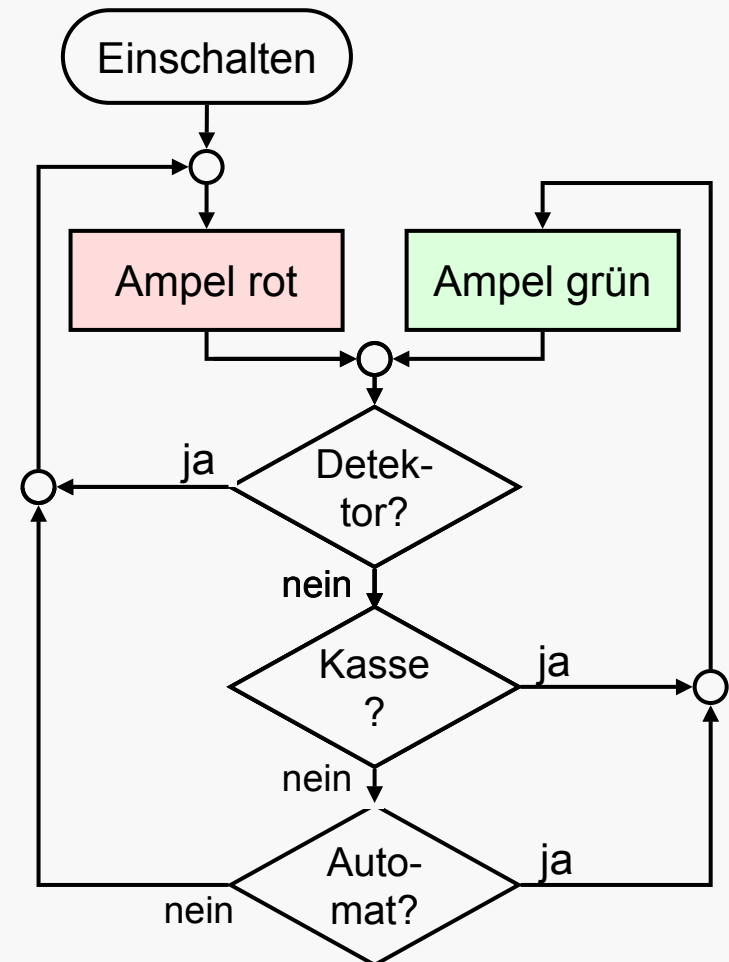 Einschalten
Ampel rot
Ampel grün
ja
Detek-
tor?
nein
Kasse
?
ja
nein
Auto-
mat?
ja
nein